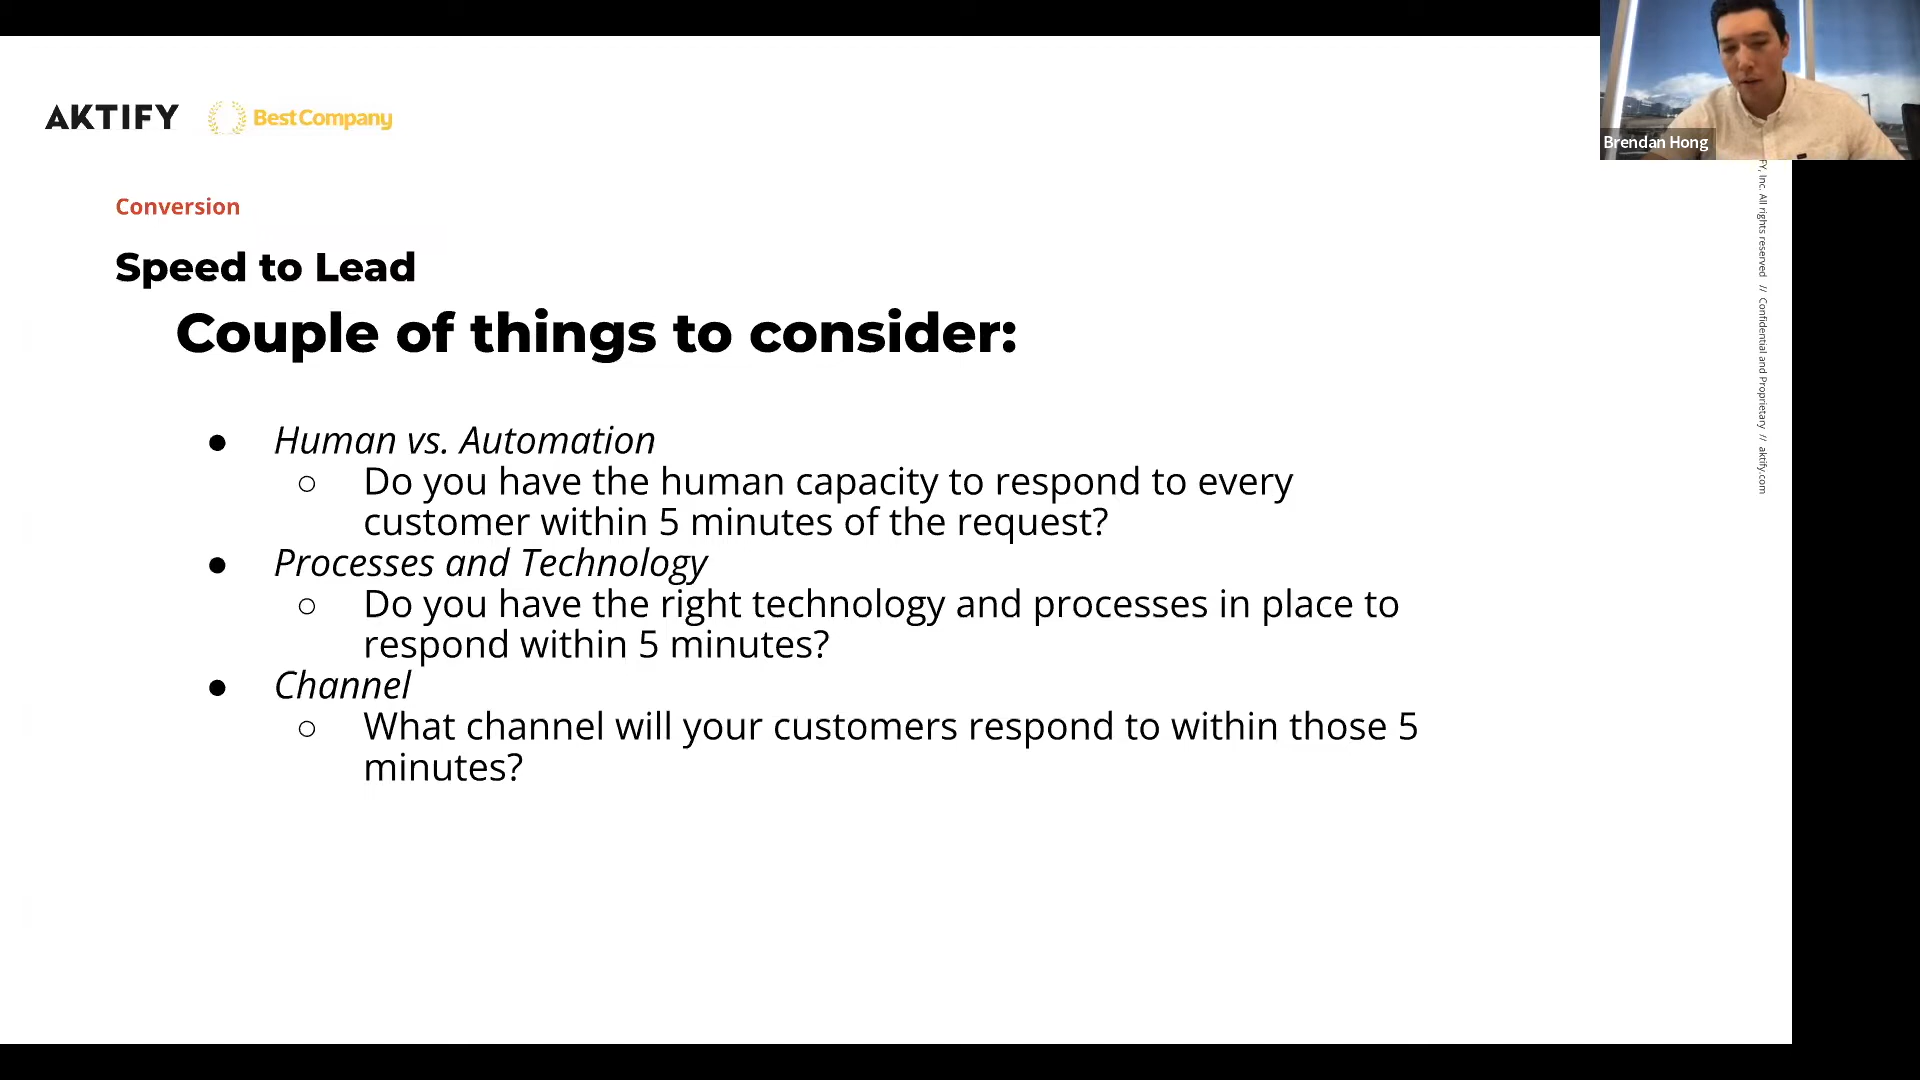 AKTIFY BestCompany
Brendan Hong
Conversion
Speed to Lead
Couple of things to consider:
● Human vs. Automation
○ Do you have the human capacity to respond to every
customer within 5 minutes of the request?
● Processes and Technology
○ Do you have the right technology and processes in place to
respond within 5 minutes?
● Channel
○ What channel will your customers respond to within those 5
minutes?
Inc. All rights reserved // Confidential and Proprietary // aktify.com